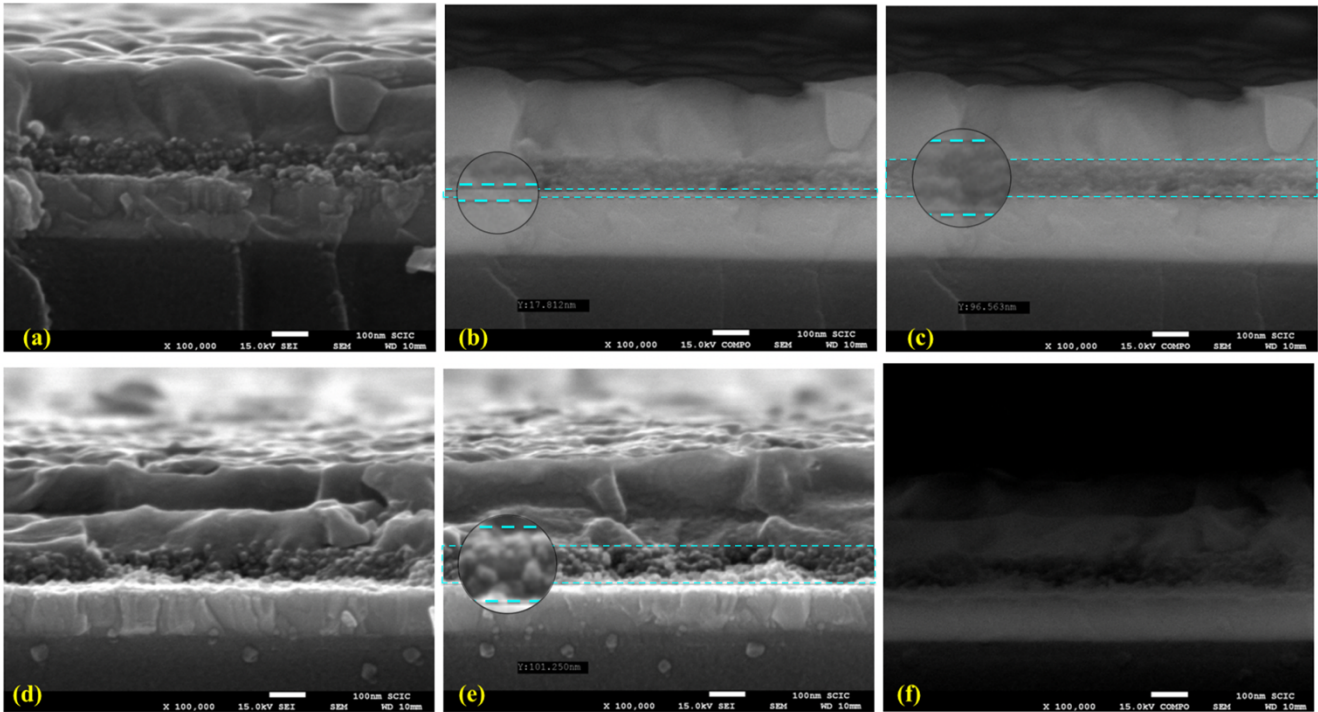 (a)
100nm SCIC
X 100,000 15.0kV SEI SEM WD 10mm
Y:17.812nm
(b)
100nm SCIC
X 100,000 15.0kV COMPO SEM WD 10mm
Y:96.563nm
(c)
100nm SCIC
X 100,000 15.0kV COMPO SEM WD 10mm
(d)
100nm SCIC
X 100,000 15.0kV SEI SEM WD 10mm
Y:101.250nm
(e)
100nm SCIC
X 100,000 15.0kV SEI SEM WD 10mm
(f)
100nm SCIC
X 100,000 15.0kV COMPO SEM WD 10mm